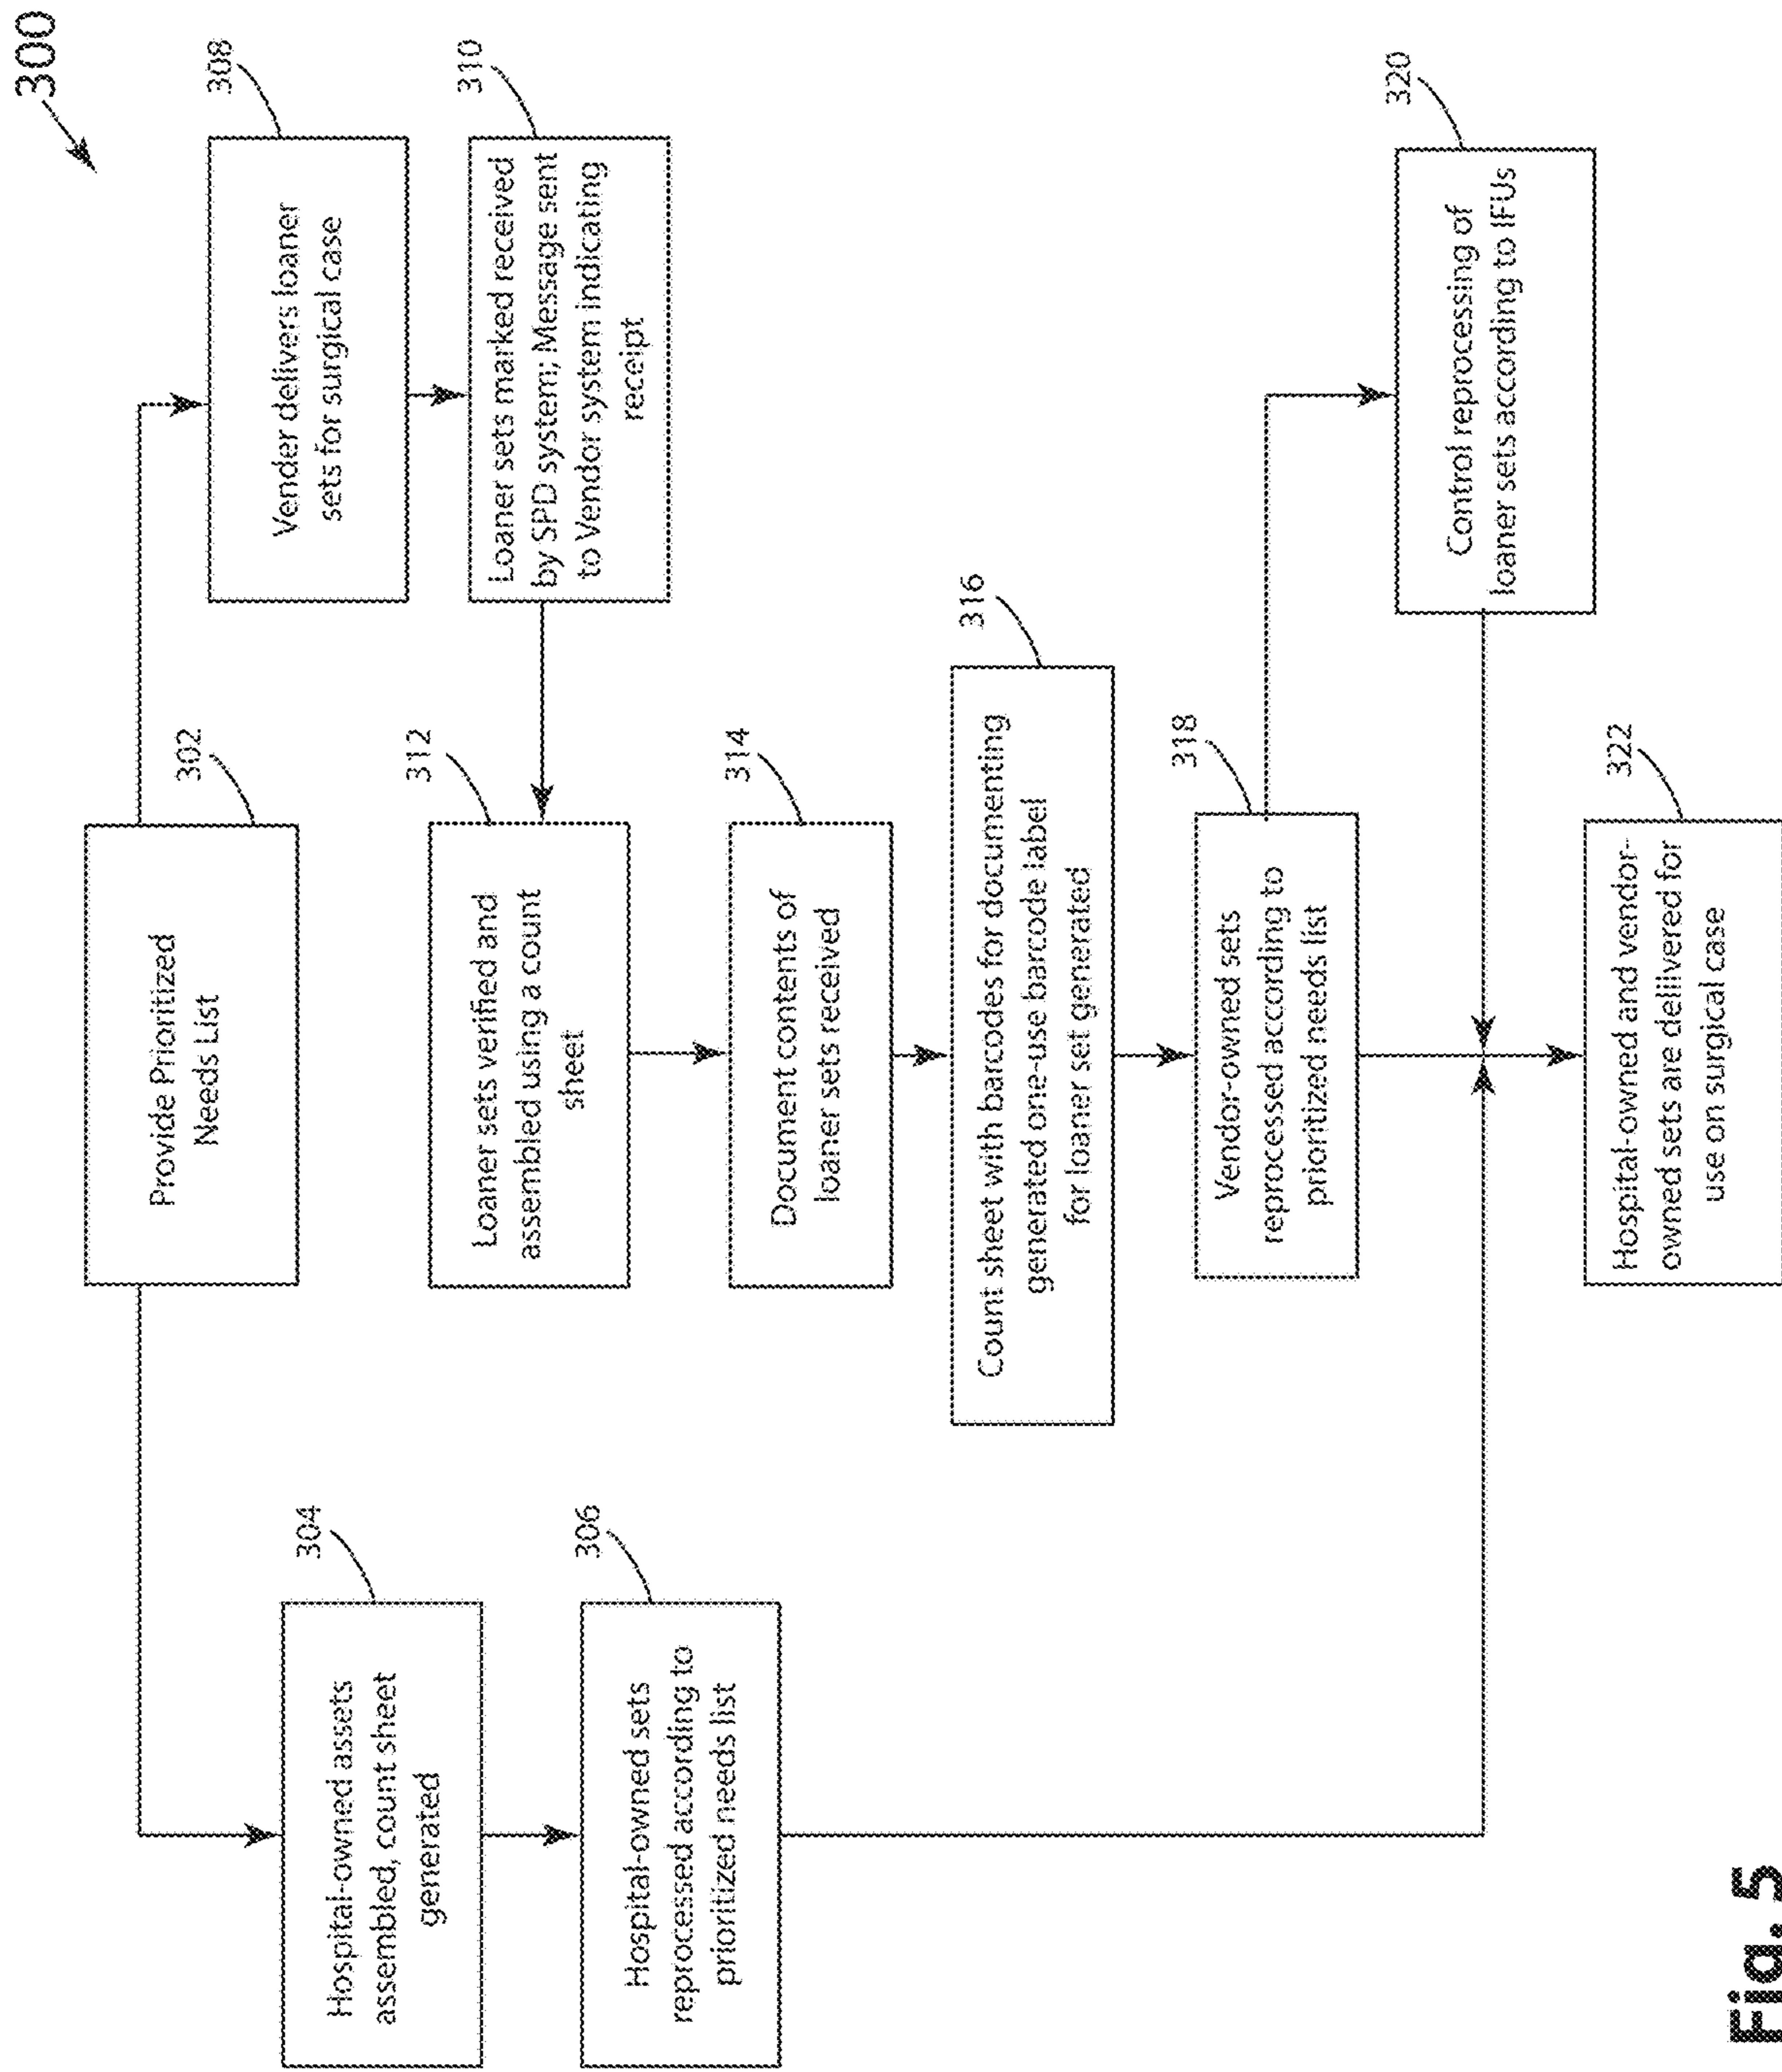 300
302
Provide Prioritized
Needs List
304
Hospital-owned assets
assembled, count sheet
generated
306
Hospital-owned sets
reprocessed according to
prioritized needs list
308
Vender delivers loaner
sets for surgical case
310
Loaner sets marked received
by SPD system; Message sent
to Vendor system indicating
receipt
312
Loaner sets verified and
assembled using a count
sheet
314
Document contents of
loaner sets received
316
Count sheet with barcodes for documenting
generated one-use barcode label
for loaner set generated
318
Vendor-owned sets
reprocessed according to
prioritized needs list
320
Control reprocessing of
loaner sets according to IFUs
322
Hospital-owned and vendor-
owned sets are delivered for
use on surgical case
Fig. 5